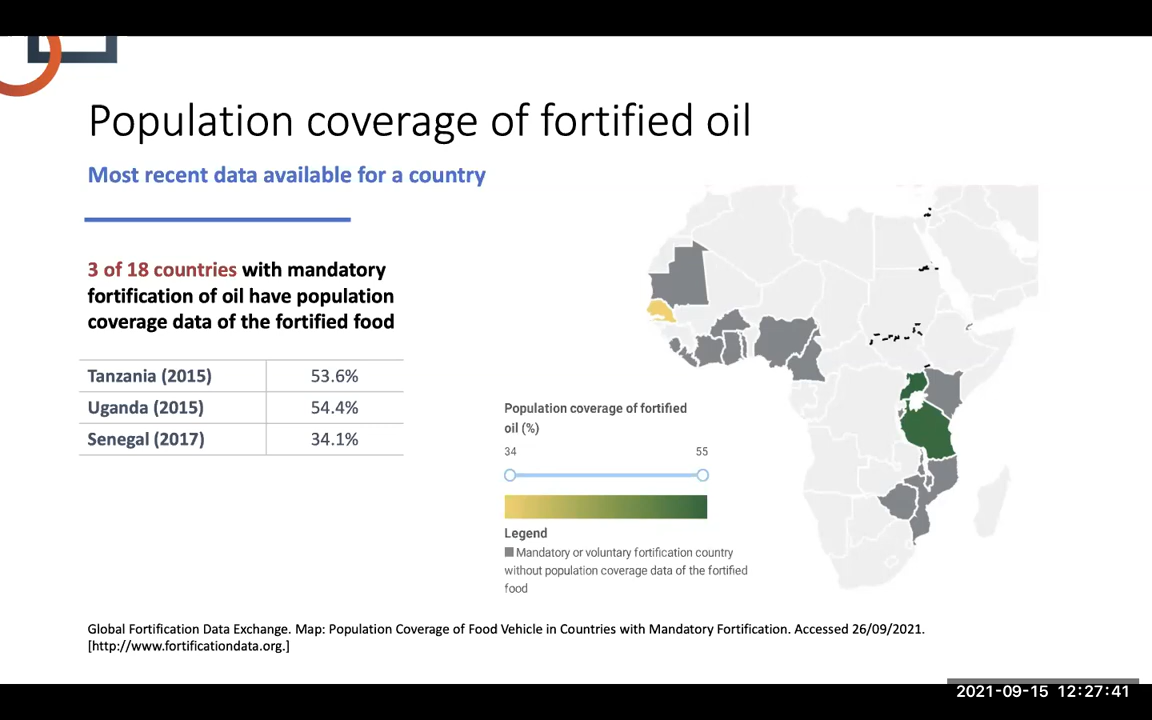 Population coverage of fortified oil
Most recent data available for a country
3 of 18 countries with mandatory
fortification of oil have population
coverage data of the fortified food
Tanzania (2015) 53.6%
Uganda (2015) 54.4%
Senegal (2017) 34.1%
Population coverage of fortified
oil (%)
34 55
Legend
Mandatory or voluntary fortification country
without population coverage data of the fortified
food
Global Fortification Data Exchange. Map: Population Coverage of Food Vehicle in Countries with Mandatory Fortification. Accessed 26/09/2021.
[http://www.fortificationdata.org.]
2021-09-15 12:27:41